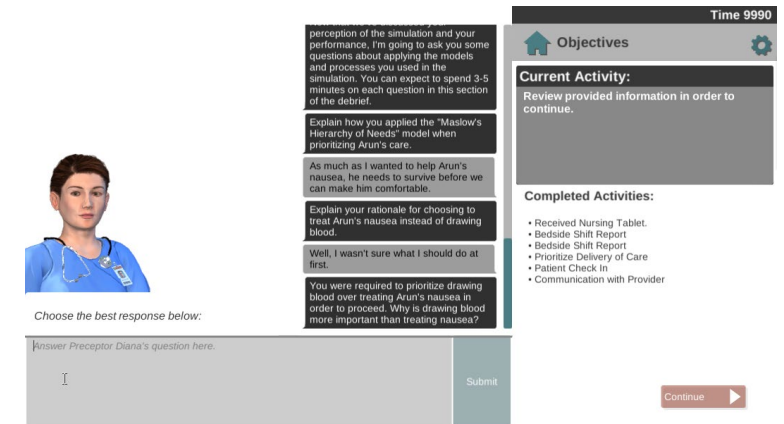 Time 9990
Objectives
Current Activity:
Review provided information in order to
continue.
Completed Activities:
• Received Nursing Tablet.
• Bedside Shift Report
• Bedside Shift Report
• Prioritize Delivery of Care
• Patient Check In
• Communication with Provider
Continue
perception of the simulation and your
performance, I'm going to ask you some
questions about applying the models
and processes you used in the
simulation. You can expect to spend 3-5
minutes on each question in this section
of the debrief.
Explain how you applied the "Maslow's
Hierarchy of Needs" model when
prioritizing Arun's care.
As much as I wanted to help Arun's
nausea, he needs to survive before we
can make him comfortable.
Explain your rationale for choosing to
treat Arun's nausea instead of drawing
blood.
Well, I wasn't sure what I should do at
first.
You were required to prioritize drawing
blood over treating Arun's nausea in
order to proceed. Why is drawing blood
more important than treating nausea?
Choose the best response below:
Answer Preceptor Diana's question here.
Submit